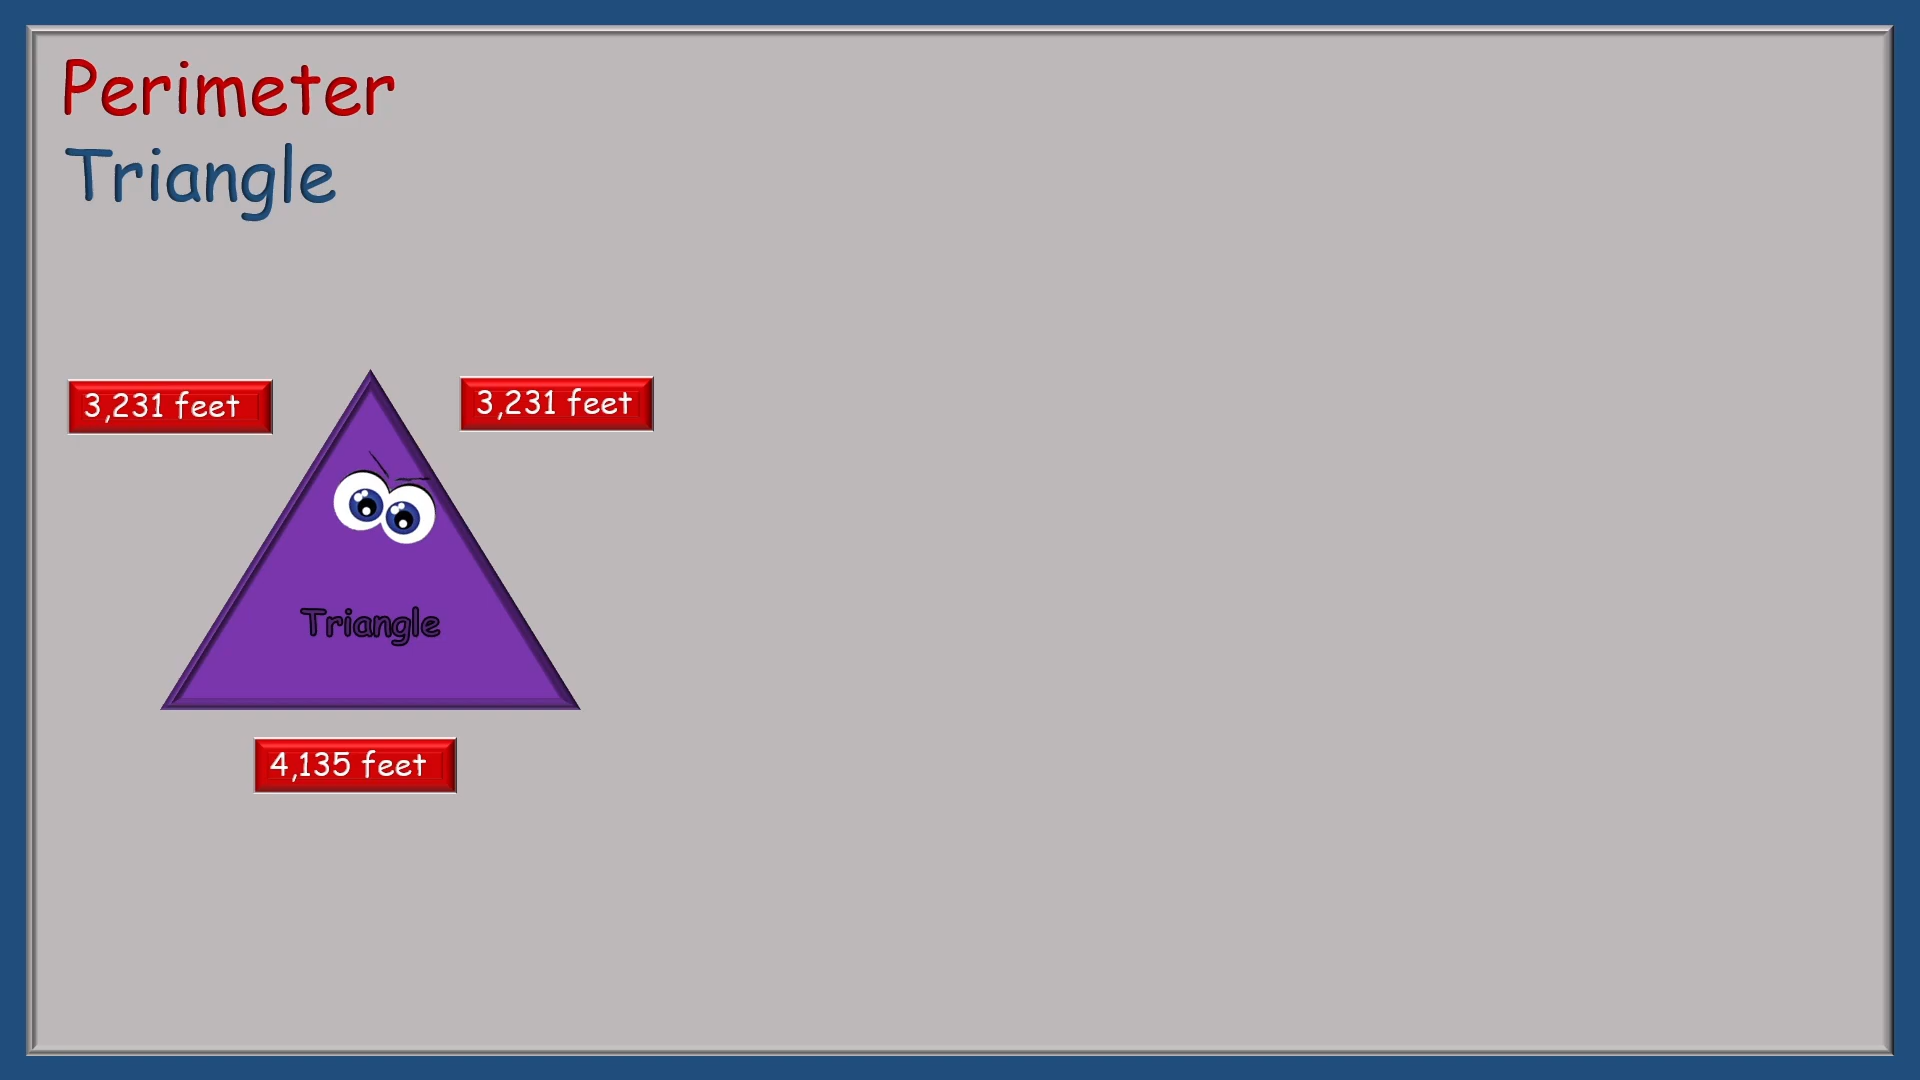 Perimeter
Triangle
3,231 feet
3,231 feet
Triangle
4,135 feet